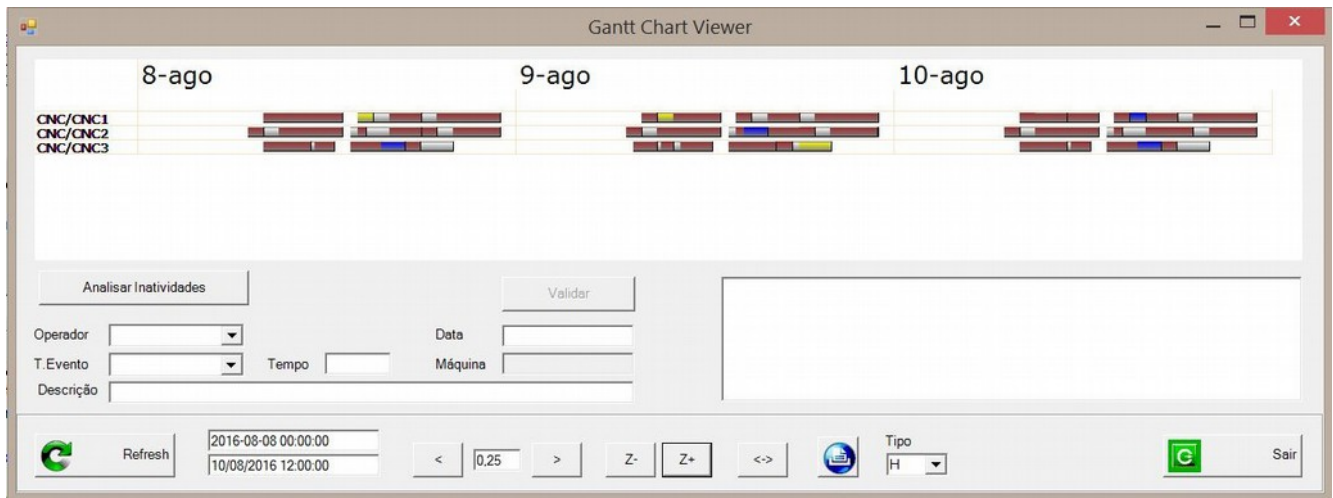 Gantt Chart Viewer
8-ago 9-ago 10-ago
CNC/CNC1
CNC/CNC2
CNC/CNC3
Analisar Inatividades
Validar
Operador
Data
T.Evento
Tempo
Máquina
Descrição
Refresh
2016-08-08 00:00:00
10/08/2016 12:00:00
< 0,25 > Z- Z+ <->
Tipo
H
Sair